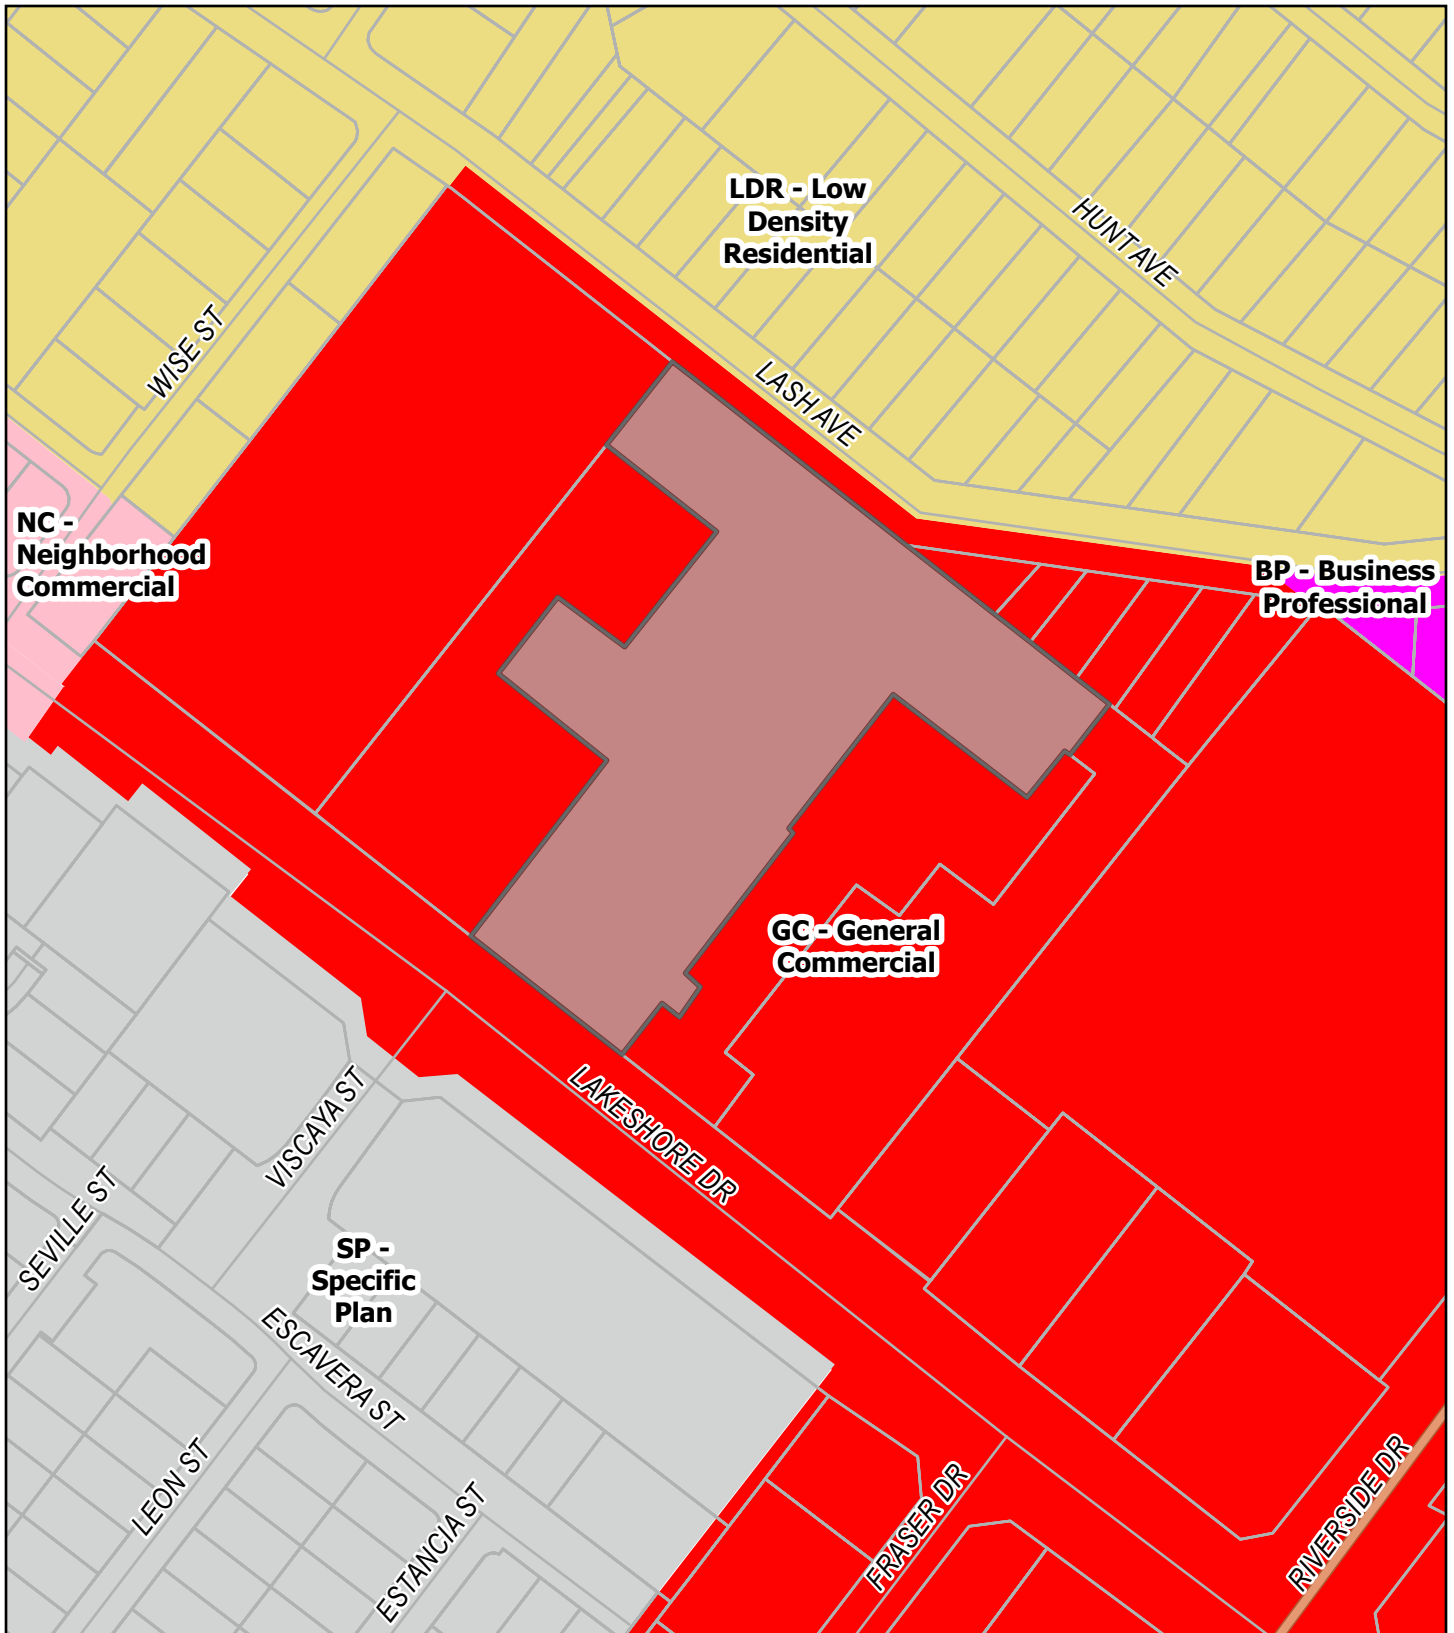 LDR - Low
Density
Residential
HUNT AVE
WISE ST
LASH AVE
NC -
Neighborhood
Commercial
BP - Business
Professional
GC - General
Commercial
LAKESHORE DR
VISCAYA ST
SEVILLE ST
SP -
Specific
Plan
ESCAVERA ST
LEON ST
ESTANCIA ST
FRASER DR
RIVERSIDE DR